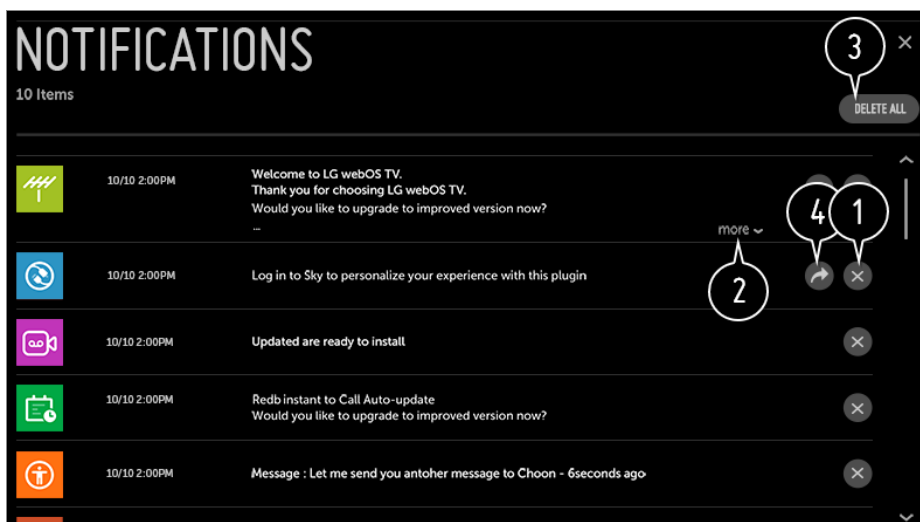 NOTIFICATIONS
10 Items
3
DELETE ALL
10/10 2:00PM
Welcome to LG webOS TV.
Thank you for choosing LG webOS TV.
Would you like to upgrade to improved version now?
...
more
4
1
2
10/10 2:00PM
Log in to Sky to personalize your experience with this plugin
10/10 2:00PM
Updated are ready to install
10/10 2:00PM
Redb instant to Call Auto-update
Would you like to upgrade to improved version now?
10/10 2:00PM
Message : Let me send you antoher message to Choon - 6seconds ago